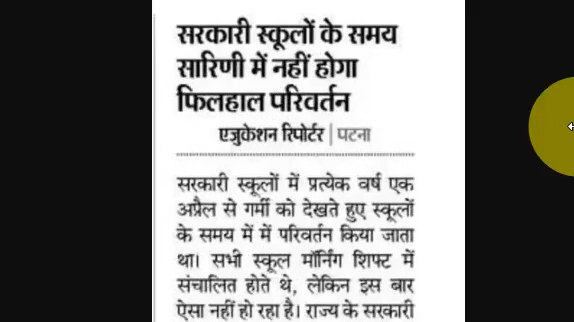 सरकारी स्कूलों के समय
सारिणी में नहीं होगा
फिलहाल परिवर्तन
एजुकेशन रिपोर्टर | पटना
सरकारी स्कूलों में प्रत्येक वर्ष एक
अप्रैल से गर्मी को देखते हुए स्कूलों
के समय में में परिवर्तन किया जाता
था। सभी स्कूल मॉर्निंग शिफ्ट में
संचालित होते थे, लेकिन इस बार
ऐसा नहीं हो रहा है। राज्य के सरकारी